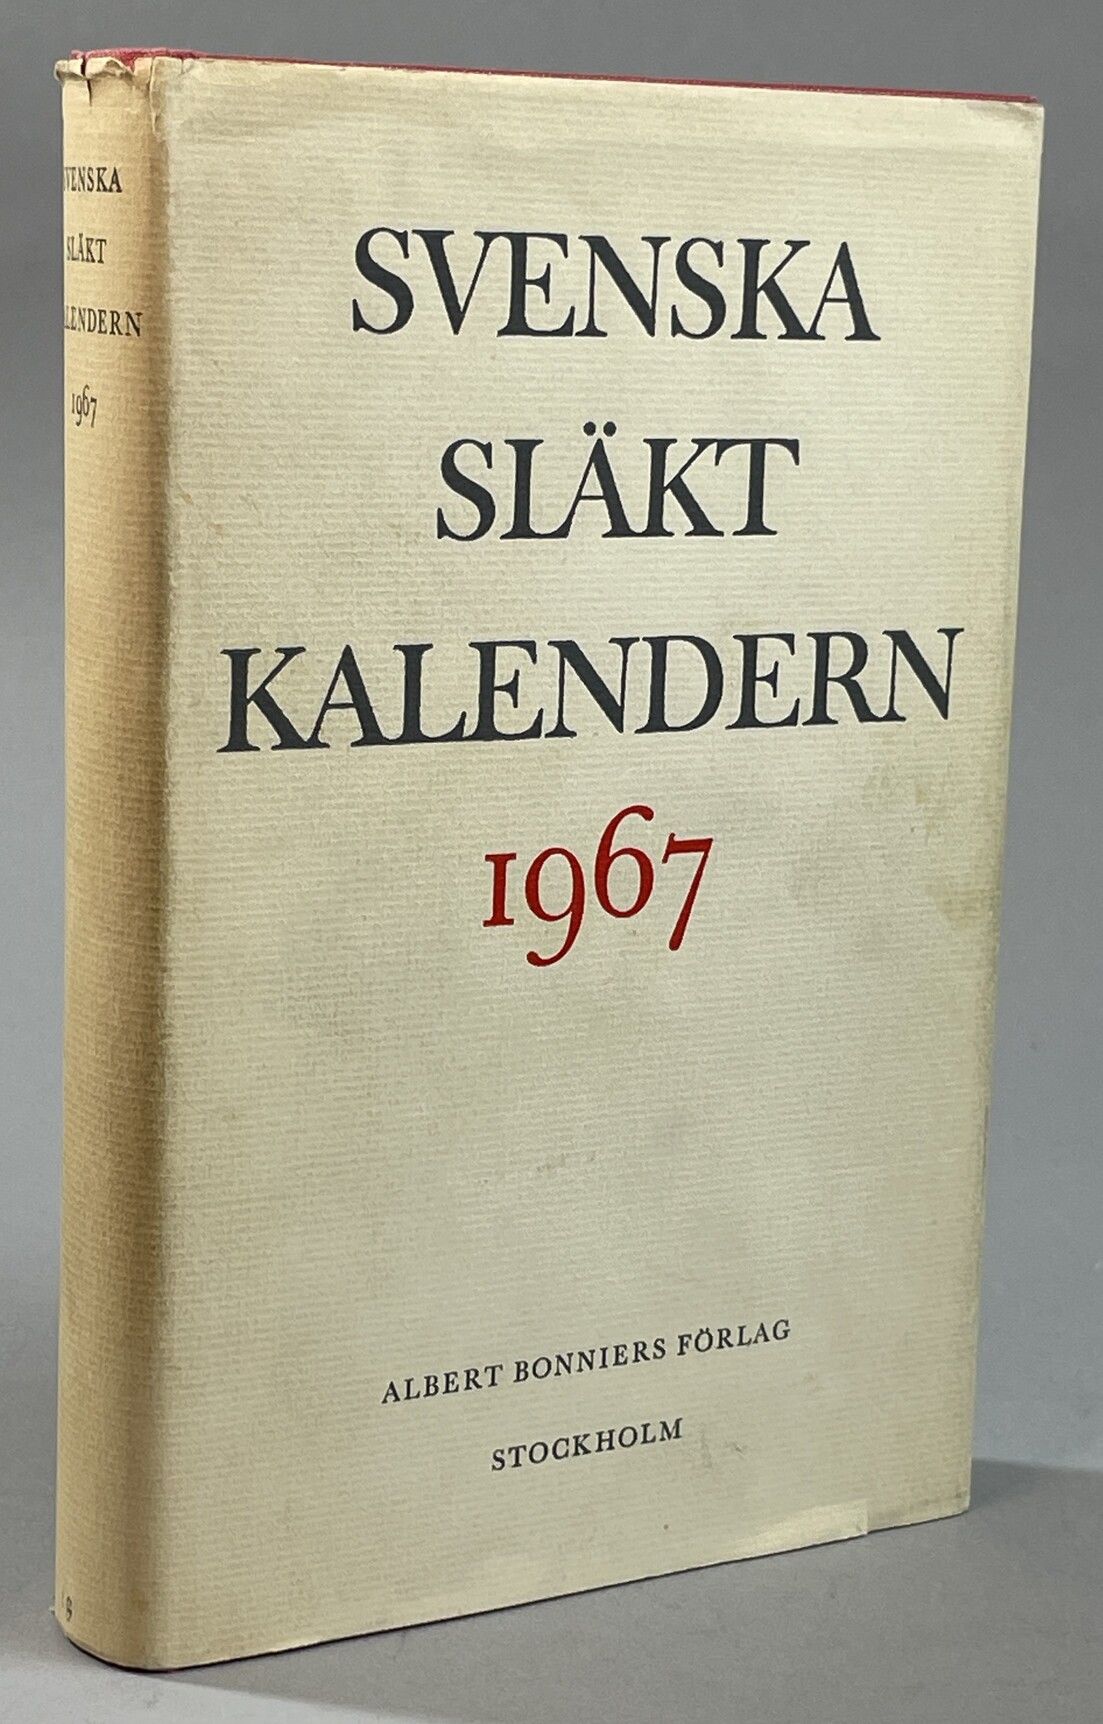 SVENSKA
SLÄKT
KALENDERN
1967
ALBERT BONNIERS FÖRLAG
STOCKHOLM
SVENSKA
SLÄKT
KALENDERN
1967